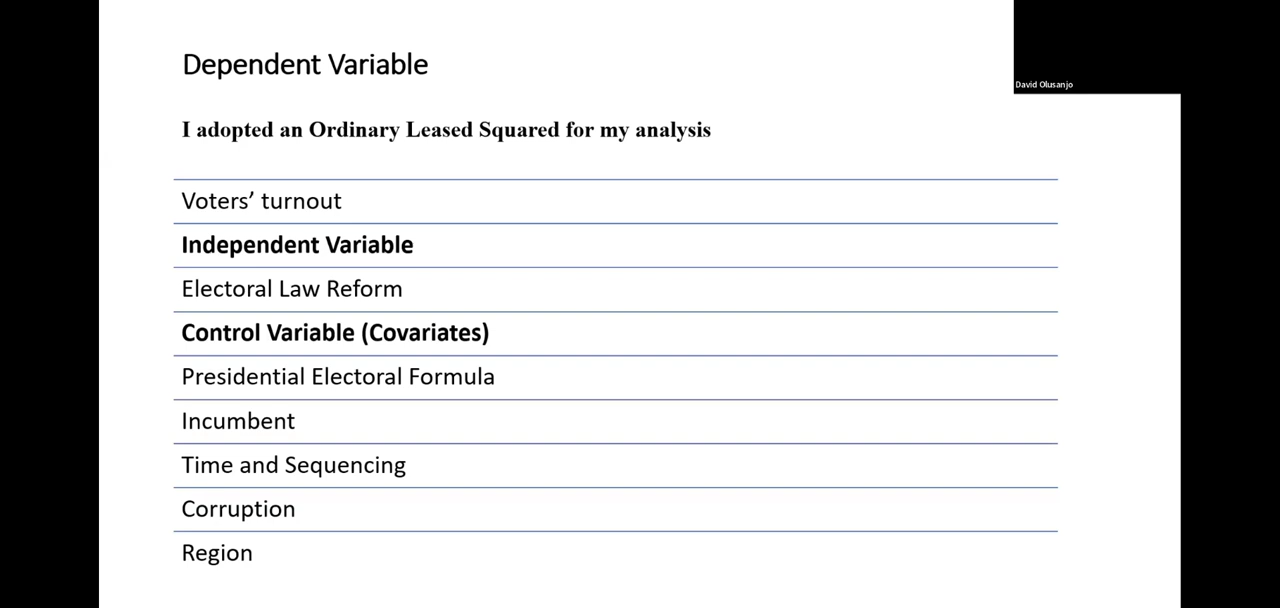 Dependent Variable
David Olusanjo
I adopted an Ordinary Leased Squared for my analysis
Voters’ turnout
Independent Variable
Electoral Law Reform
Control Variable (Covariates)
Presidential Electoral Formula
Incumbent
Time and Sequencing
Corruption
Region